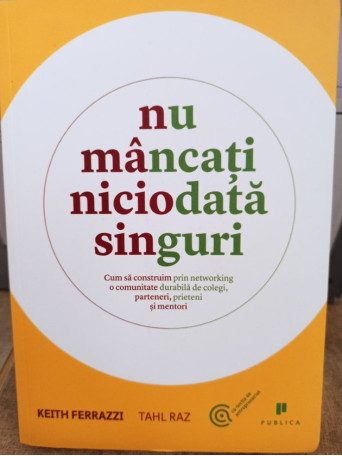 nu
mâncați
niciodată
singuri
Cum să construim prin networking
o comunitate durabilă de colegi,
parteneri, prieteni
și mentori
KEITH FERRAZZI TAHL RAZ
PUBLICA